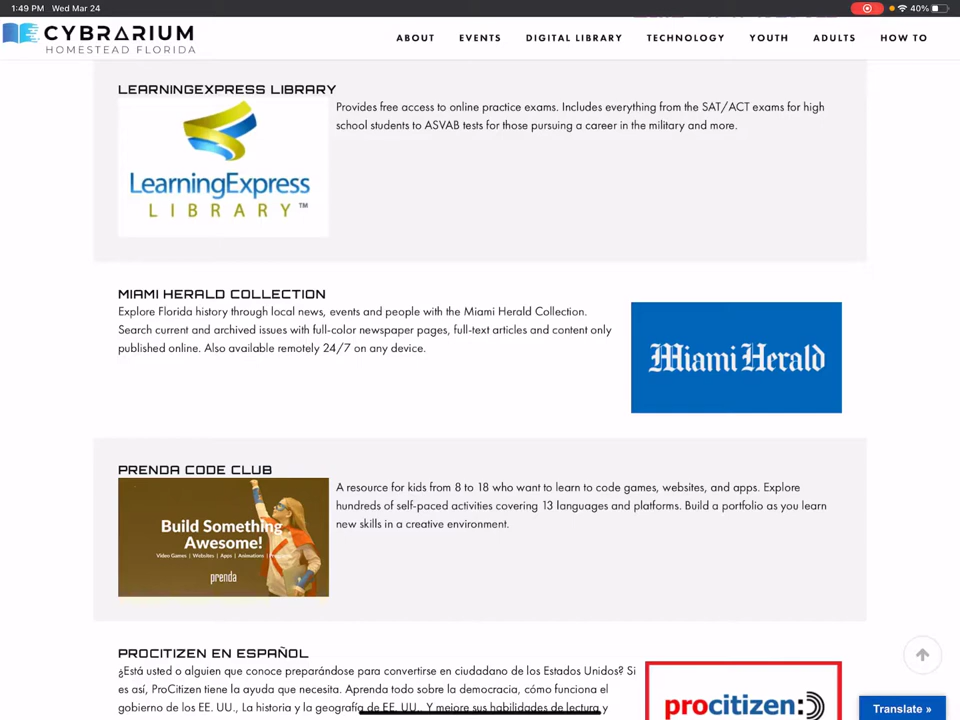 1:49 PM Wed Mar 24
40%
CYBRARIUM
HOMESTEAD FLORIDA
ABOUT EVENTS DIGITAL LIBRARY TECHNOLOGY YOUTH ADULTS HOW TO
LEARNINGEXPRESS LIBRARY
LearningExpress
LIBRARY™
Provides free access to online practice exams. Includes everything from the SAT/ACT exams for high
school students to ASVAB tests for those pursuing a career in the military and more.
MIAMI HERALD COLLECTION
Explore Florida history through local news, events and people with the Miami Herald Collection.
Search current and archived issues with full-color newspaper pages, full-text articles and content only
published online. Also available remotely 24/7 on any device.
Miami Herald
PRENDA CODE CLUB
Build Something
Awesome!
Video Games | Websites | Apps | Animations |
prenda
A resource for kids from 8 to 18 who want to learn to code games, websites, and apps. Explore
hundreds of self-paced activities covering 13 languages and platforms. Build a portfolio as you learn
new skills in a creative environment.
PROCITIZEN EN ESPAÑOL
¿Está usted o alguien que conoce preparándose para convertirse en ciudadano de los Estados Unidos? Si
es así, ProCitizen tiene la ayuda que necesita. Aprenda todo sobre la democracia, cómo funciona el
gobierno de los EE. UU., La historia y la geografía de EE. UU.. Y mejore sus habilidades de lectura y
procitizen:)
Translate »